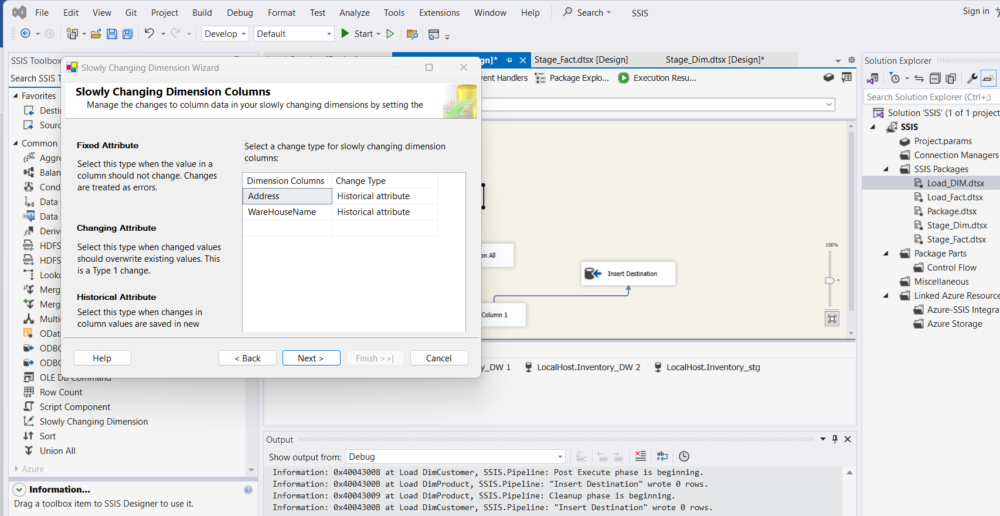 File Edit View Git Project Build Debug Format Test Analyze Tools Extensions Window Help Search SSIS Sign in
Develop Default Start
SSIS Toolbox
Search SSIS T
Favorites
Desti
Sourc
Common
Aggre
Balan
Cond
Data
Data
Derive
HDFS
HDFS
Looku
Merg
Merg
Multi
OData
ODBC
ODBC
OLE DB Command
Row Count
Script Component
Slowly Changing Dimension
Sort
Union All
Azure
Information...
Drag a toolbox item to SSIS Designer to use it.
Slowly Changing Dimension Wizard
Slowly Changing Dimension Columns
Manage the changes to column data in your slowly changing dimensions by setting the
Fixed Attribute
Select this type when the value in a
column should not change. Changes
are treated as errors.
Changing Attribute
Select this type when changed values
should overwrite existing values. This
is a Type 1 change.
Historical Attribute
Select this type when changes in
column values are saved in new
Select a change type for slowly changing dimension
columns:
Dimension Columns Change Type
Address Historical attribute
WareHouseName Historical attribute
Help < Back Next > Finish >>| Cancel
gn]* Stage_Fact.dtsx [Design] Stage_Dim.dtsx [Design]*
vent Handlers Package Explo... Execution Resu...
on All
Insert Destination
Column 1
100%
y_DW 1 LocalHost.Inventory_DW 2 LocalHost.Inventory_stg
Output
Show output from: Debug
Information: 0x40043008 at Load DimCustomer, SSIS.Pipeline: Post Execute phase is beginning.
Information: 0x4004300B at Load DimProduct, SSIS.Pipeline: "Insert Destination" wrote 0 rows.
Information: 0x40043009 at Load DimProduct, SSIS.Pipeline: Cleanup phase is beginning.
Information: 0x4004300B at Load DimCustomer, SSIS.Pipeline: "Insert Destination" wrote 0 rows.
Solution Explorer
Search Solution Explorer (Ctrl+;)
Solution 'SSIS' (1 of 1 project
SSIS
Project.params
Connection Managers
SSIS Packages
Load_DIM.dtsx
Load_Fact.dtsx
Package.dtsx
Stage_Dim.dtsx
Stage_Fact.dtsx
Package Parts
Control Flow
Miscellaneous
Linked Azure Resource
Azure-SSIS Integra
Azure Storage